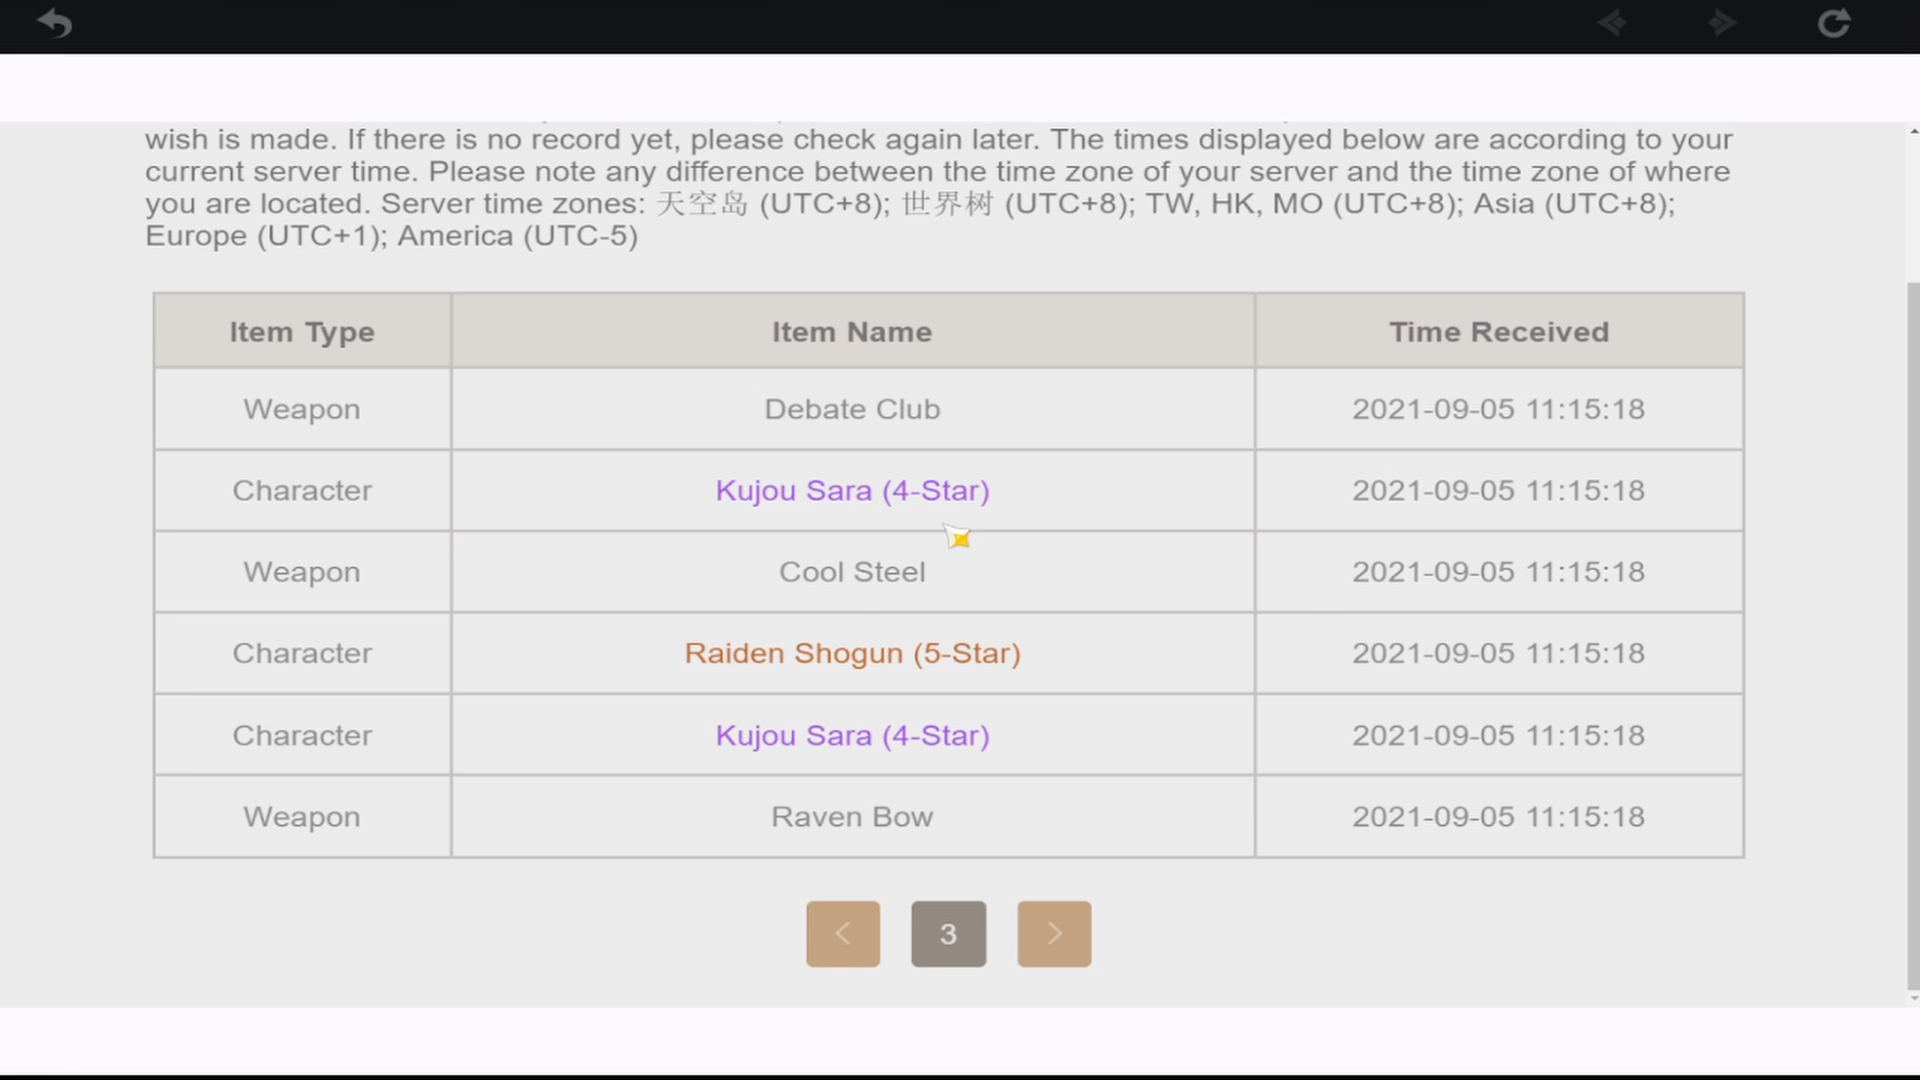 wish is made. If there is no record yet, please check again later. The times displayed below are according to your
current server time. Please note any difference between the time zone of your server and the time zone of where
you are located. Server time zones: 天空岛 (UTC+8); 世界树 (UTC+8); TW, HK, MO (UTC+8); Asia (UTC+8);
Europe (UTC+1); America (UTC-5)
Item Type Item Name Time Received
Weapon Debate Club 2021-09-05 11:15:18
Character Kujou Sara (4-Star) 2021-09-05 11:15:18
Weapon Cool Steel 2021-09-05 11:15:18
Character Raiden Shogun (5-Star) 2021-09-05 11:15:18
Character Kujou Sara (4-Star) 2021-09-05 11:15:18
Weapon Raven Bow 2021-09-05 11:15:18
3